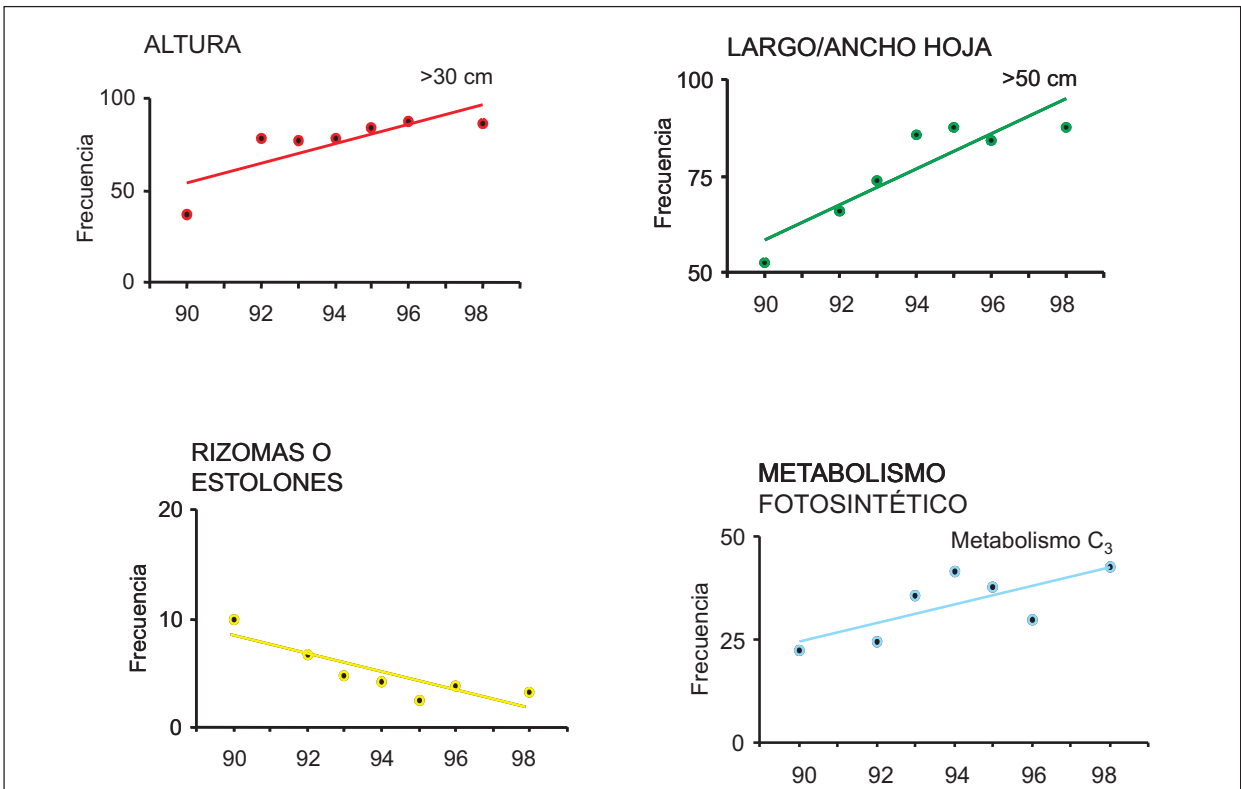 ALTURA
>30 cm
100
50
0
Frecuencia
90 92 94 96 98
LARGO/ANCHO HOJA
>50 cm
100
75
50
Frecuencia
90 92 94 96 98
RIZOMAS O
ESTOLONES
20
10
0
Frecuencia
90 92 94 96 98
METABOLISMO
FOTOSINTÉTICO
Metabolismo C₃
50
25
0
Frecuencia
90 92 94 96 98